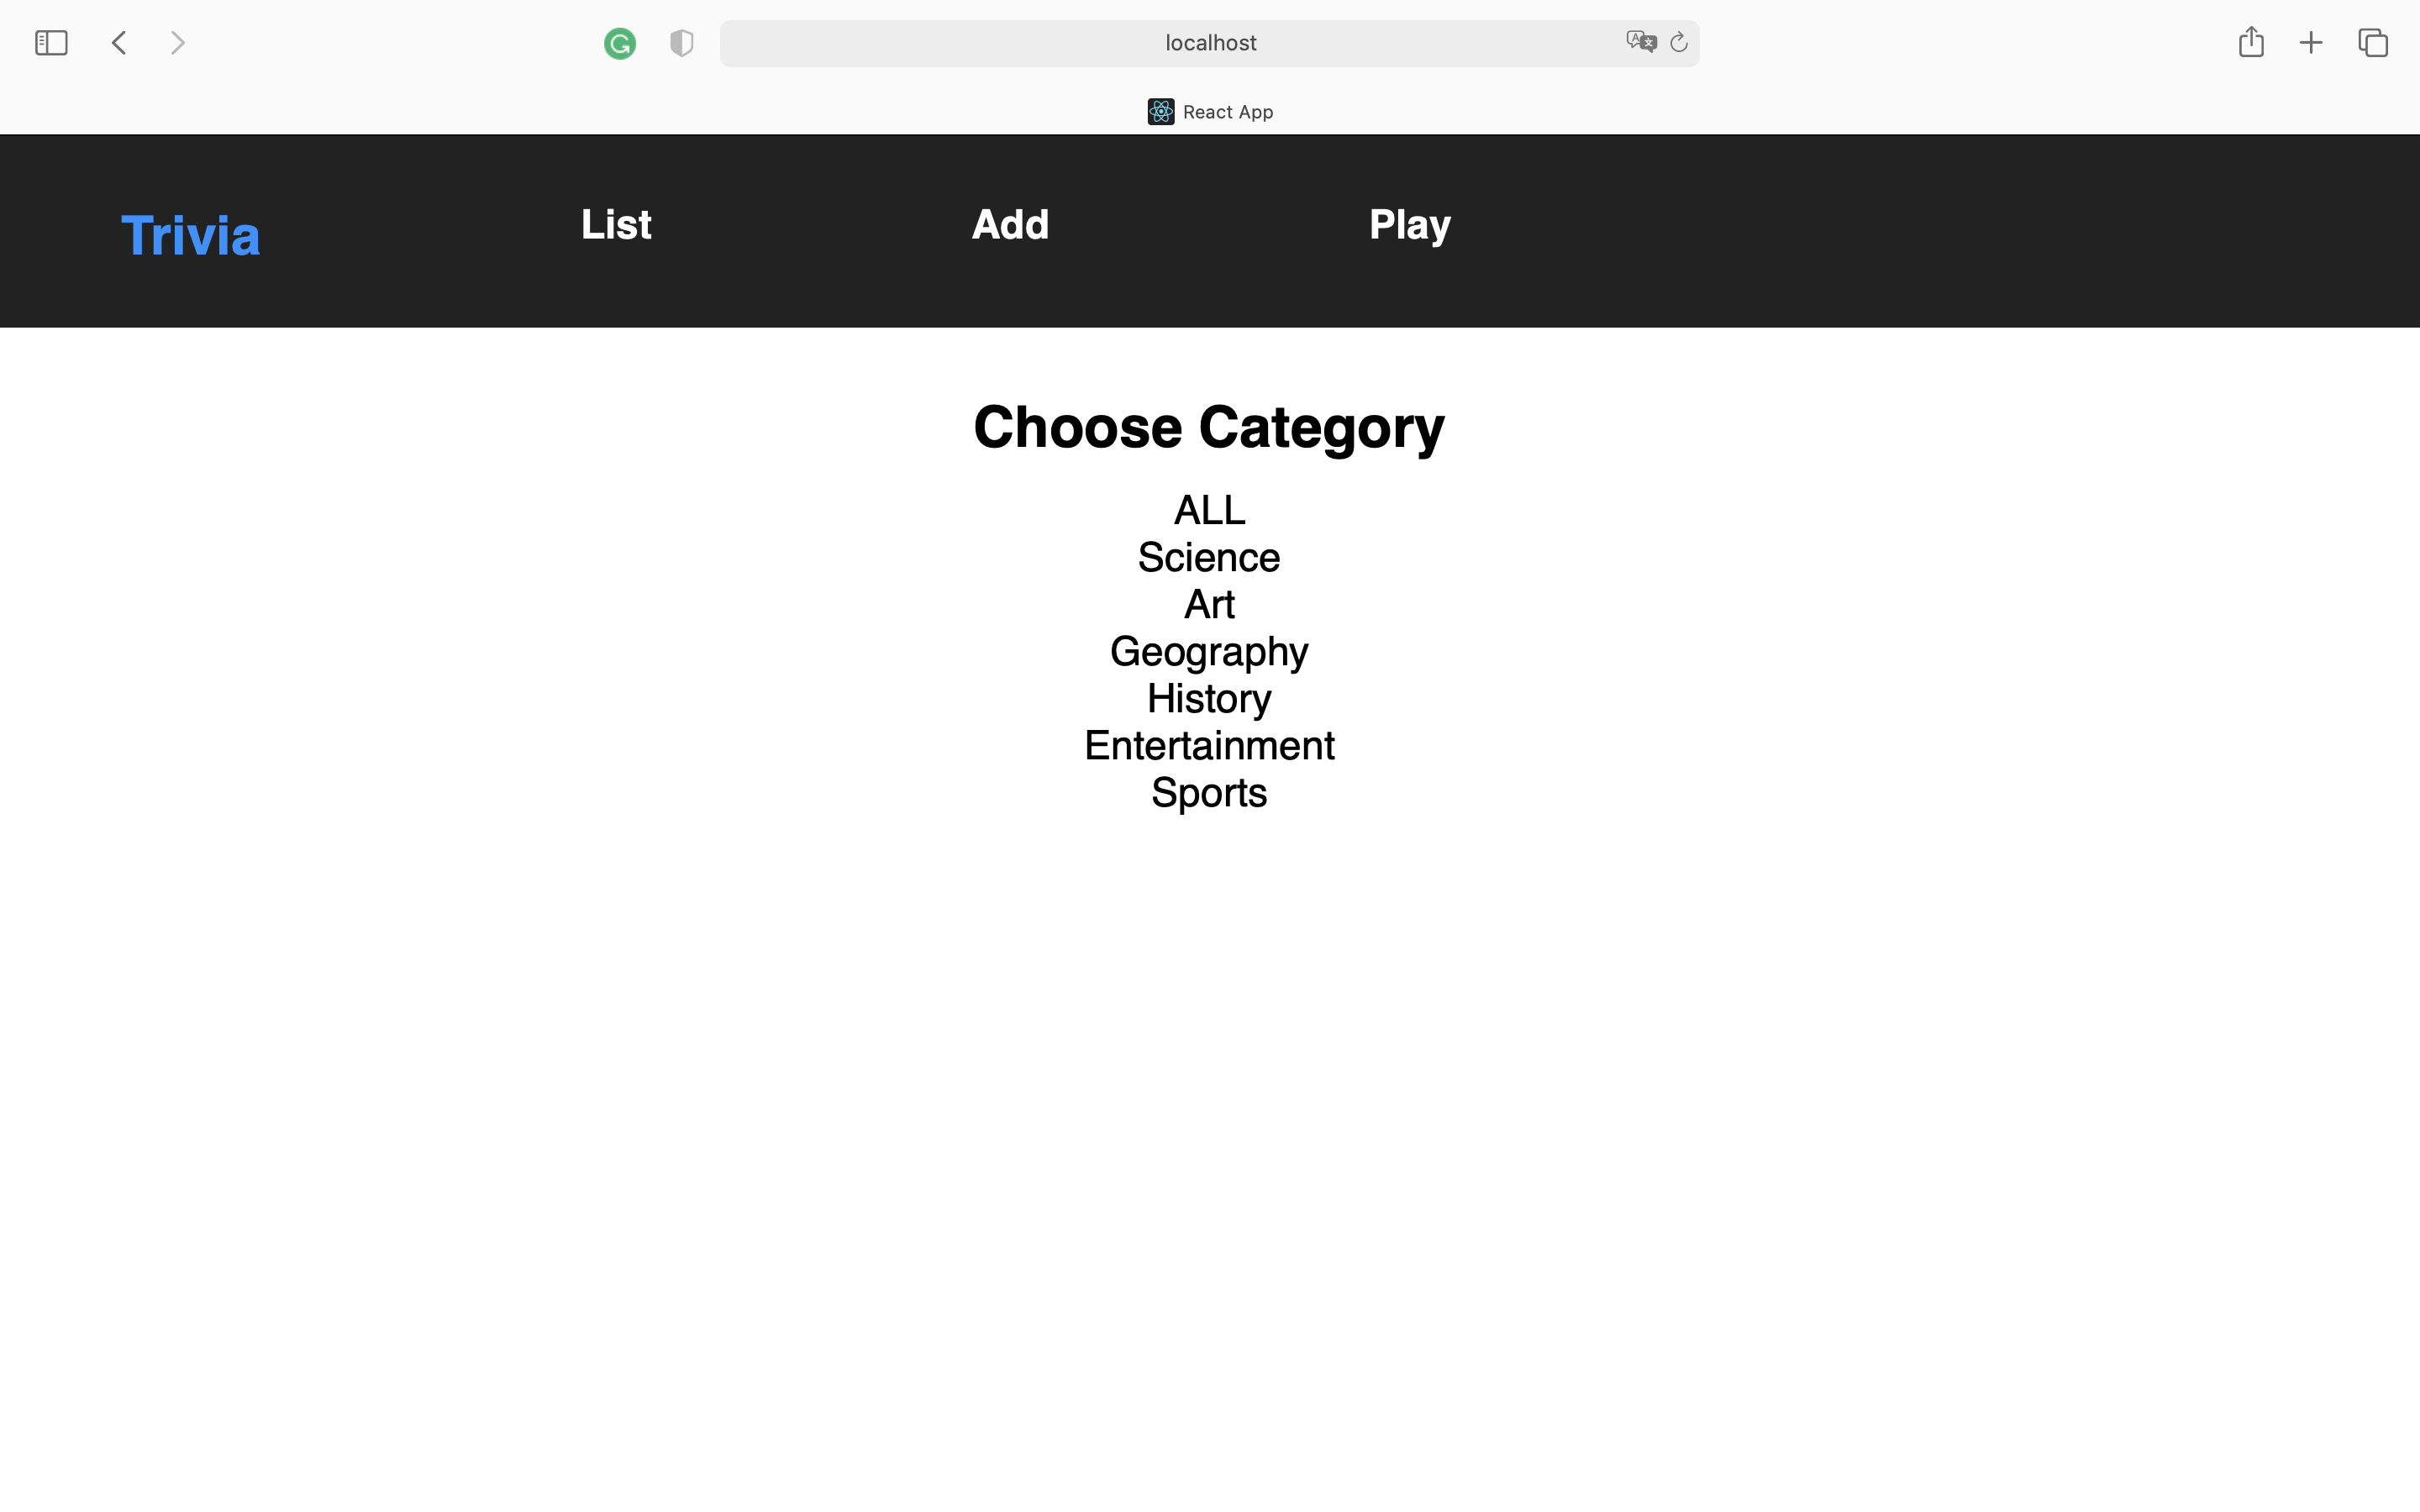 localhost
React App
Trivia List Add Play
Choose Category
ALL
Science
Art
Geography
History
Entertainment
Sports